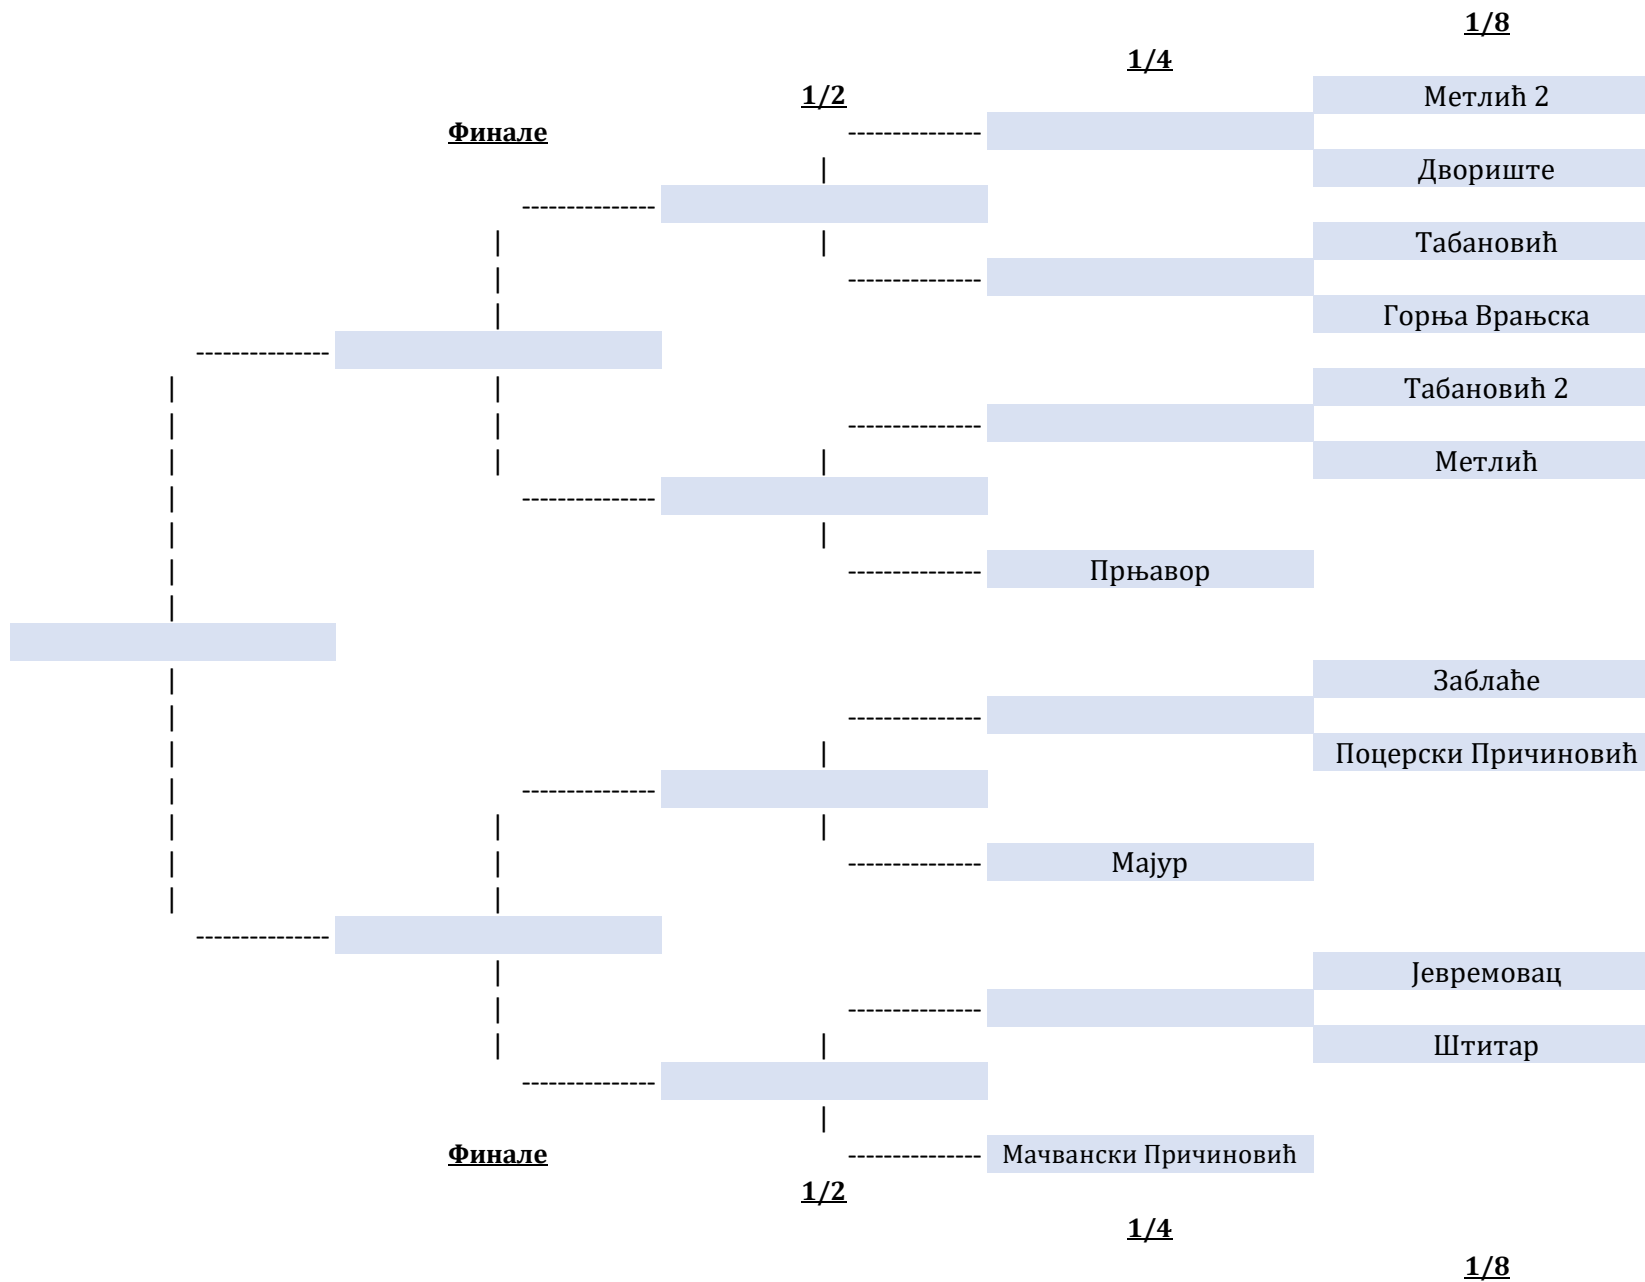 1/8
1/4
1/2
Финале
Метлић 2
Двориште
Табановић
Горња Врањска
Табановић 2
Метлић
Прњавор
Заблаће
Поцерски Причиновић
Мајур
Јевремовац
Штитар
Мачвански Причиновић
Финале
1/2
1/4
1/8